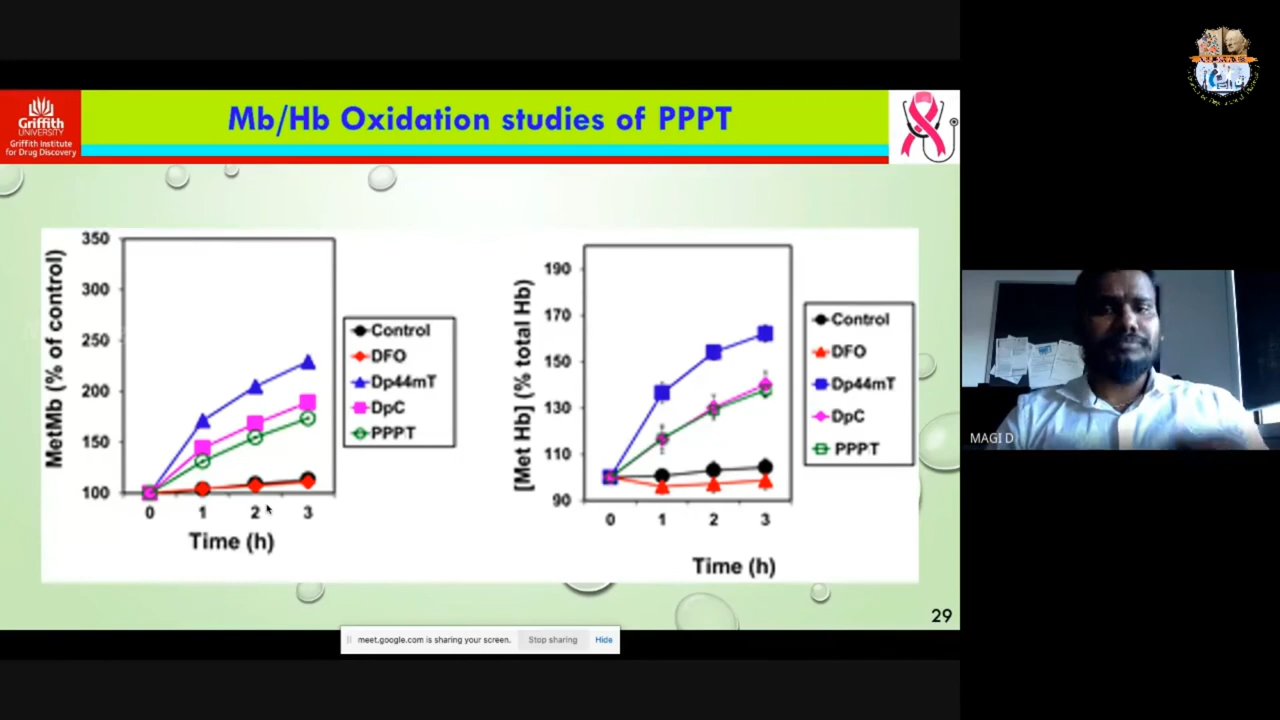 Griffith
UNIVERSITY
Griffith Institute
for Drug Discovery
Mb/Hb Oxidation studies of PPPT
MetMb (% of control)
350
300
250
200
150
100
0 1 2 3
Time (h)
Control
DFO
Dp44mT
DpC
PPPT
[Met Hb] (% total Hb)
190
170
150
130
110
90
0 1 2 3
Time (h)
Control
DFO
Dp44mT
DpC
PPPT
29
meet.google.com is sharing your screen.
Stop sharing
Hide
MAGI D